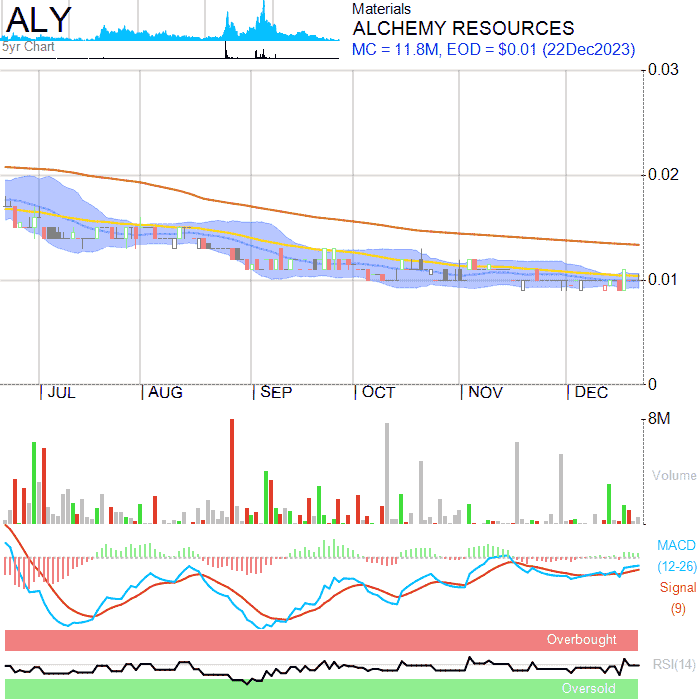 ALY
5yr Chart
Materials
ALCHEMY RESOURCES
MC = 11.8M, EOD = $0.01 (22Dec2023)
0.03
0.02
0.01
0
JUL AUG SEP OCT NOV DEC
8M
Volume
MACD
(12-26)
Signal
(9)
Overbought
RSI(14)
Oversold